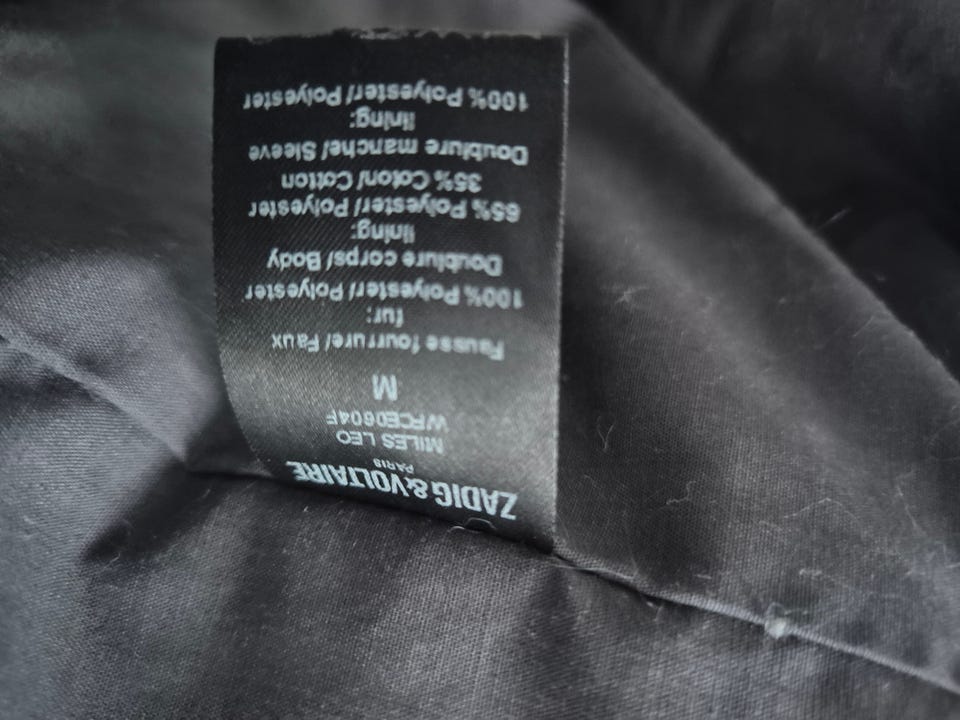 ZADIG&VOLTAIRE
PARIS
MILES LEO
WFCE0604F
M
Fausse fourrure/ Faux
fur:
100% Polyester/ Polyester
Doublure corps/ Body
lining:
65% Polyester/ Polyester
35% Coton/ Cotton
Doublure manche/ Sleeve
lining:
100% Polyester/ Polyester